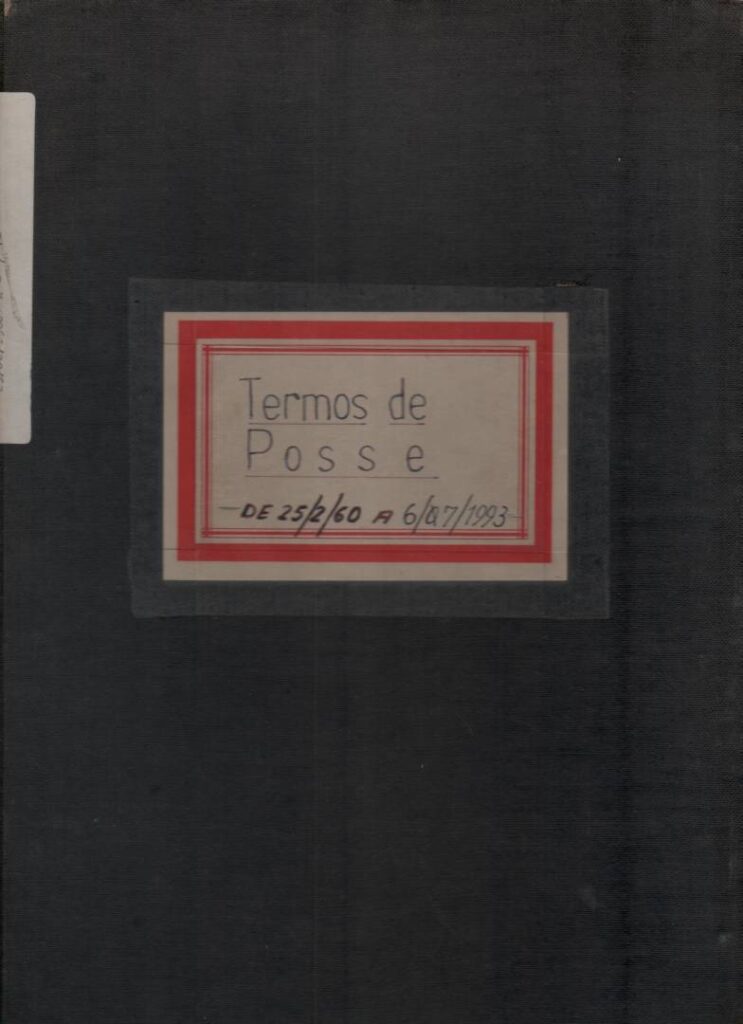 Termos de
Posse
DE 25/2/60 A 6/07/1993